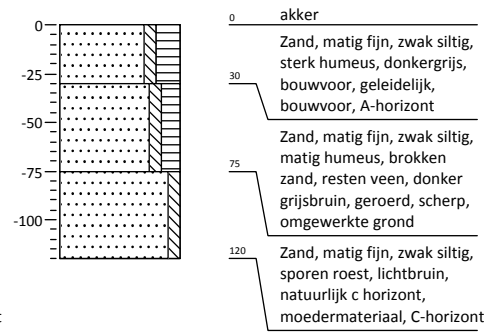 0
-25
-50
-75
-100
0
akker
Zand, matig fijn, zwak siltig,
sterk humeus, donkergrijs,
bouwvoor, geleidelijk,
bouwvoor, A-horizont
30
Zand, matig fijn, zwak siltig,
matig humeus, brokken
zand, resten veen, donker
grijsbruin, geroerd, scherp,
omgewerkte grond
75
Zand, matig fijn, zwak siltig,
sporen roest, lichtbruin,
natuurlijk c horizont,
moedermateriaal, C-horizont
120